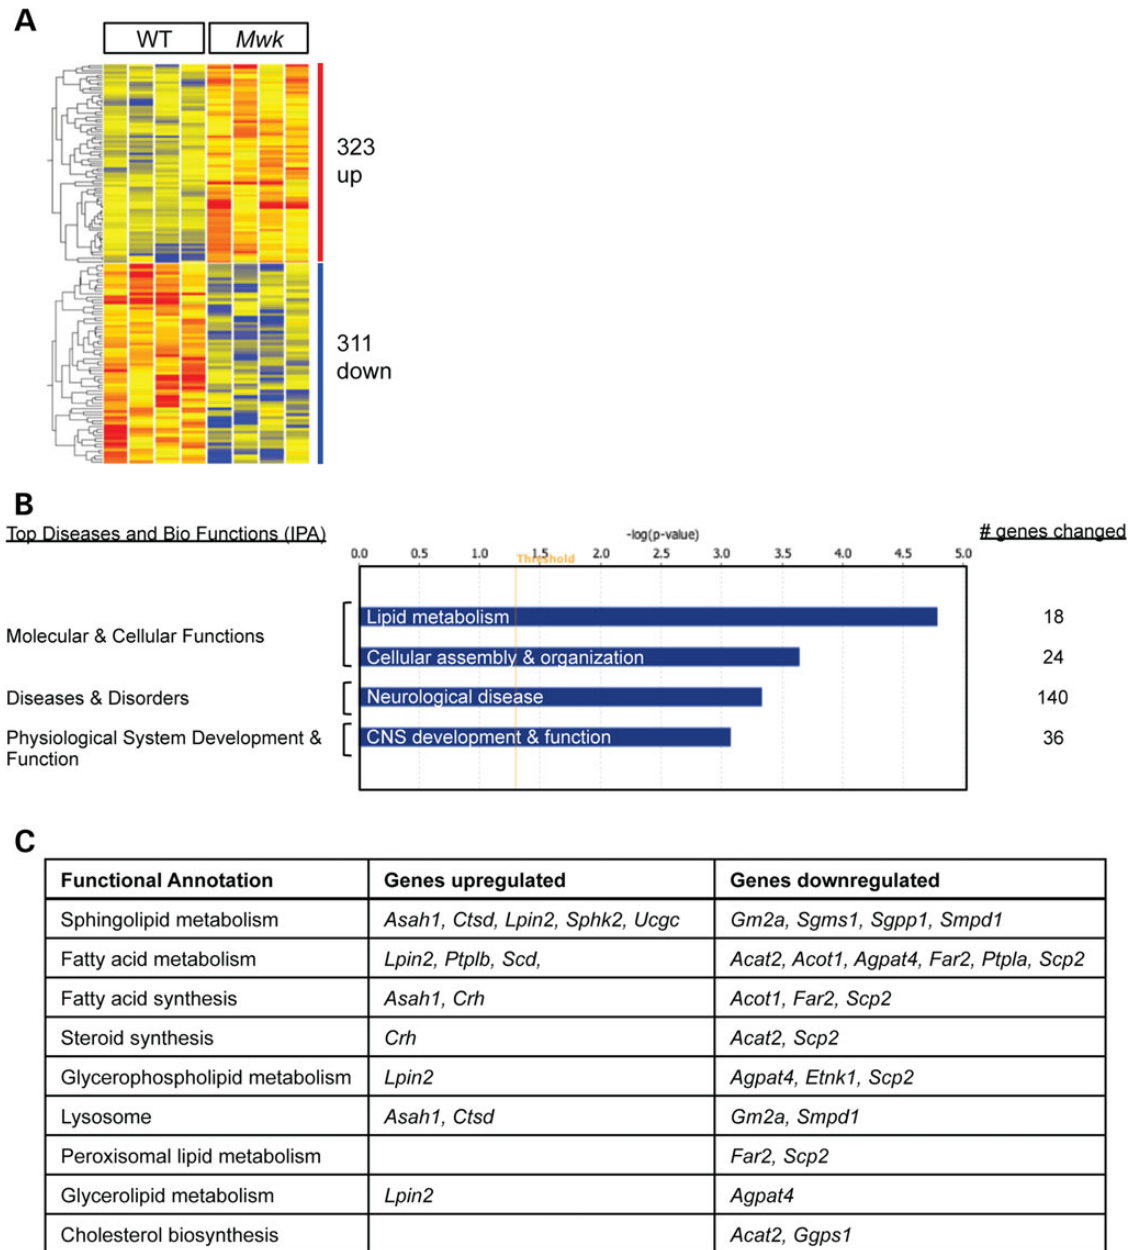 A
WT Mwk
323
up
311
down
B
Top Diseases and Bio Functions (IPA)
-log(p-value)
# genes changed
0.0 0.5 1.0 1.5 2.0 2.5 3.0 3.5 4.0 4.5 5.0
Threshold
Molecular & Cellular Functions
Lipid metabolism 18
Cellular assembly & organization 24
Diseases & Disorders
Neurological disease 140
Physiological System Development &
Function
CNS development & function 36
C
Functional Annotation Genes upregulated Genes downregulated
Sphingolipid metabolism Asah1, Ctsd, Lpin2, Sphk2, Ucgc Gm2a, Sgms1, Sgpp1, Smpd1
Fatty acid metabolism Lpin2, Ptplb, Scd, Acat2, Acot1, Agpat4, Far2, Ptpla, Scp2
Fatty acid synthesis Asah1, Crh Acot1, Far2, Scp2
Steroid synthesis Crh Acat2, Scp2
Glycerophospholipid metabolism Lpin2 Agpat4, Etnk1, Scp2
Lysosome Asah1, Ctsd Gm2a, Smpd1
Peroxisomal lipid metabolism Far2, Scp2
Glycerolipid metabolism Lpin2 Agpat4
Cholesterol biosynthesis Acat2, Ggps1